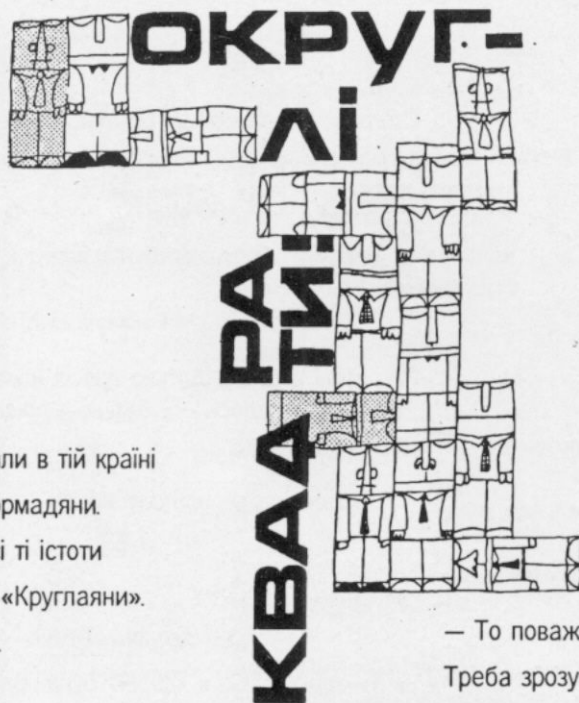 ОКРУГ-
ЛІ
КВАДРАТИ!
ли в тій країні
рмадяни.
і ті істоти
«Круглаяни».
— То поваж
Треба зрозу